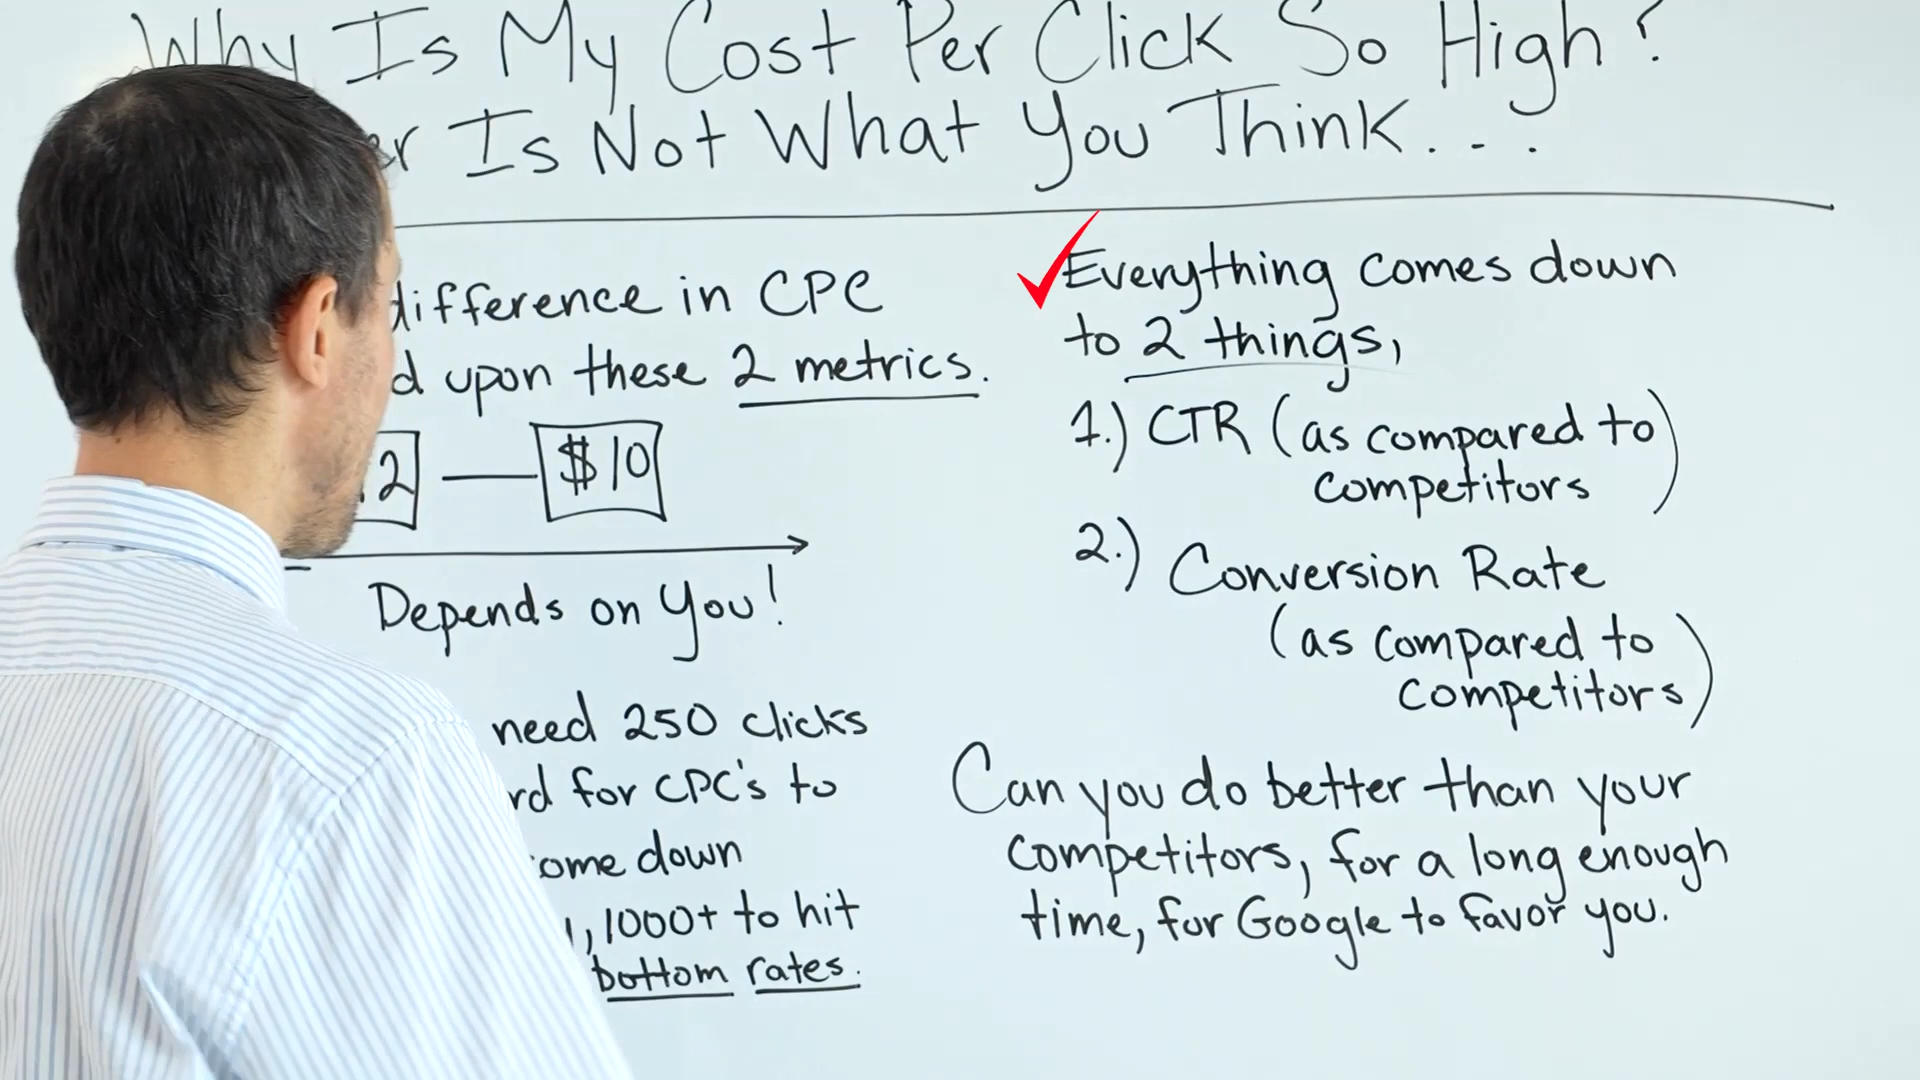 Why Is My Cost Per Click So High?
Is Not What You Think...
difference in CPC
upon these 2 metrics.
2 — $10
Depends on You!
need 250 clicks
for CPC's to
down
1000+ to hit
bottom rates.
Everything comes down
to 2 things,
1.) CTR (as compared to
competitors)
2.) Conversion Rate
(as compared to
competitors)
Can you do better than your
competitors, for a long enough
time, for Google to favor you.